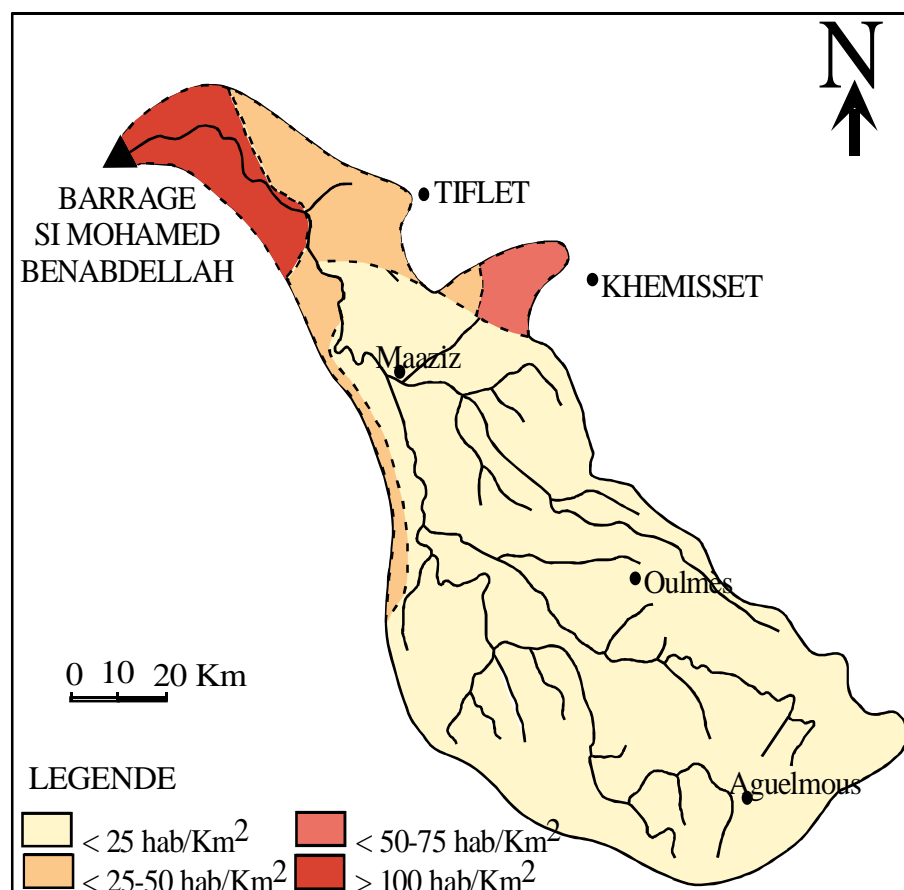 N
TIFLET
BARRAGE
SI MOHAMED
BENABDELLAH
KHEMISSET
Maaziz
Oulmès
0 10 20 Km
Aguelmous
LEGENDE
< 25 hab/Km²
< 50-75 hab/Km²
< 25-50 hab/Km²
> 100 hab/Km²